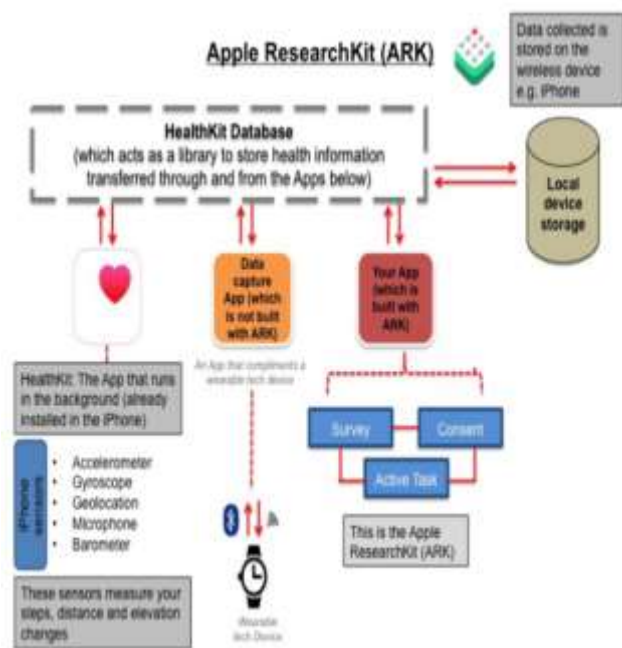 Apple ResearchKit (ARK)
Data collected is
stored on the
wireless device
e.g. iPhone
HealthKit Database
(which acts as a library to store health information
transferred through and from the Apps below)
Local
device
storage
Data
capture
App (which
is not built
with ARK)
Your App
(which is
built with
ARK)
An App that compliments a
wearable tech device
HealthKit: The App that runs
in the background (already
installed in the iPhone)
Survey
Consent
Active Task
iPhone
sensors
• Accelerometer
• Gyroscope
• Geolocation
• Microphone
• Barometer
This is the Apple
ResearchKit (ARK)
These sensors measure your
steps, distance and elevation
changes
Wearable
tech Device